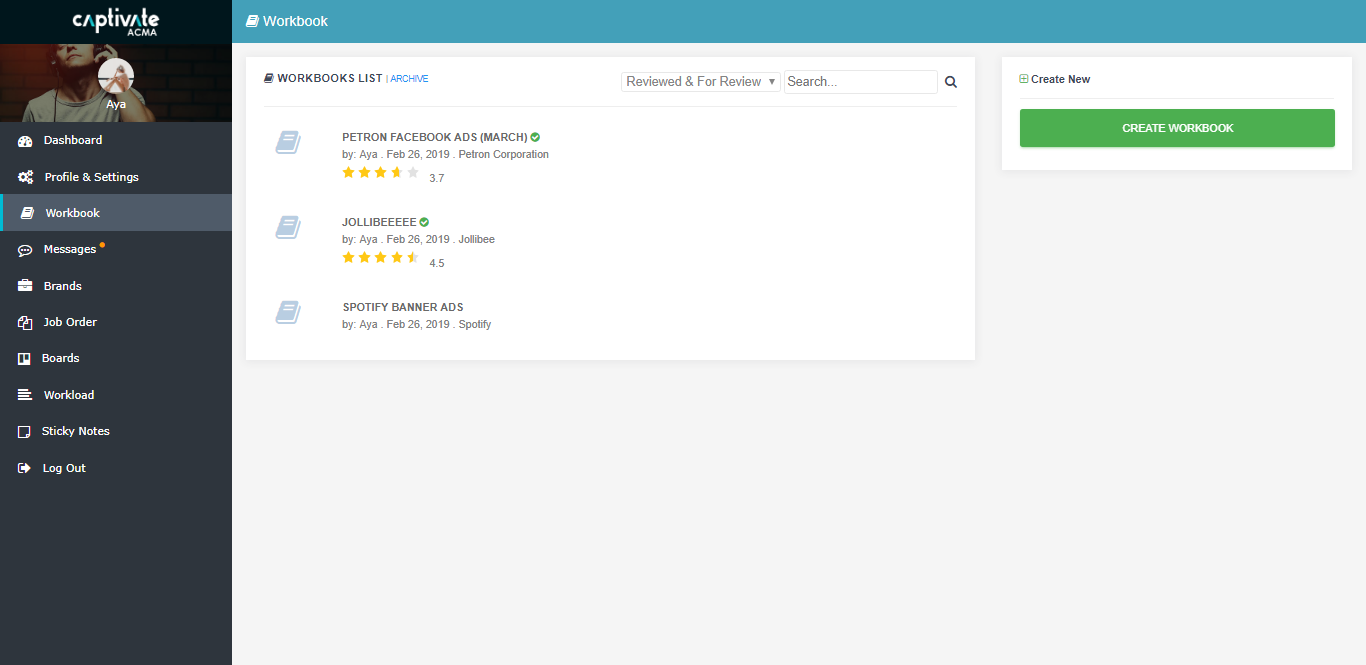 captivate
ACMA
Aya
Dashboard
Profile & Settings
Workbook
Messages
Brands
Job Order
Boards
Workload
Sticky Notes
Log Out
Workbook
WORKBOOKS LIST | ARCHIVE
Reviewed & For Review
Search...
PETRON FACEBOOK ADS (MARCH)
by: Aya . Feb 26, 2019 . Petron Corporation
3.7
JOLLIBEEEEE
by: Aya . Feb 26, 2019 . Jollibee
4.5
SPOTIFY BANNER ADS
by: Aya . Feb 26, 2019 . Spotify
Create New
CREATE WORKBOOK